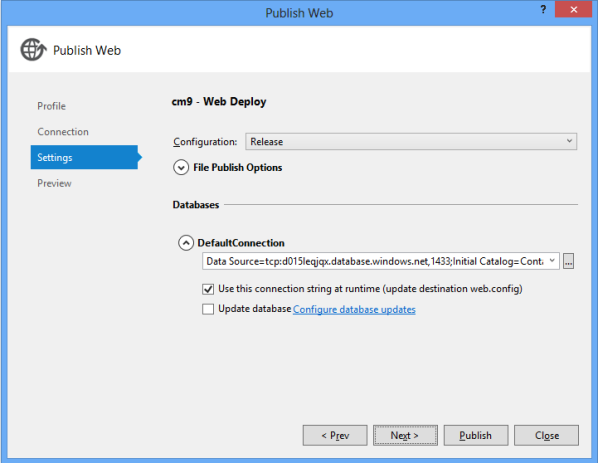 Publish Web
?
Publish Web
Profile
Connection
Settings
Preview
cm9 - Web Deploy
Configuration: Release
File Publish Options
Databases
DefaultConnection
Data Source=tcp:d015leqjqx.database.windows.net,1433;Initial Catalog=Conta
...
Use this connection string at runtime (update destination web.config)
Update database Configure database updates
< Prev Next > Publish Close